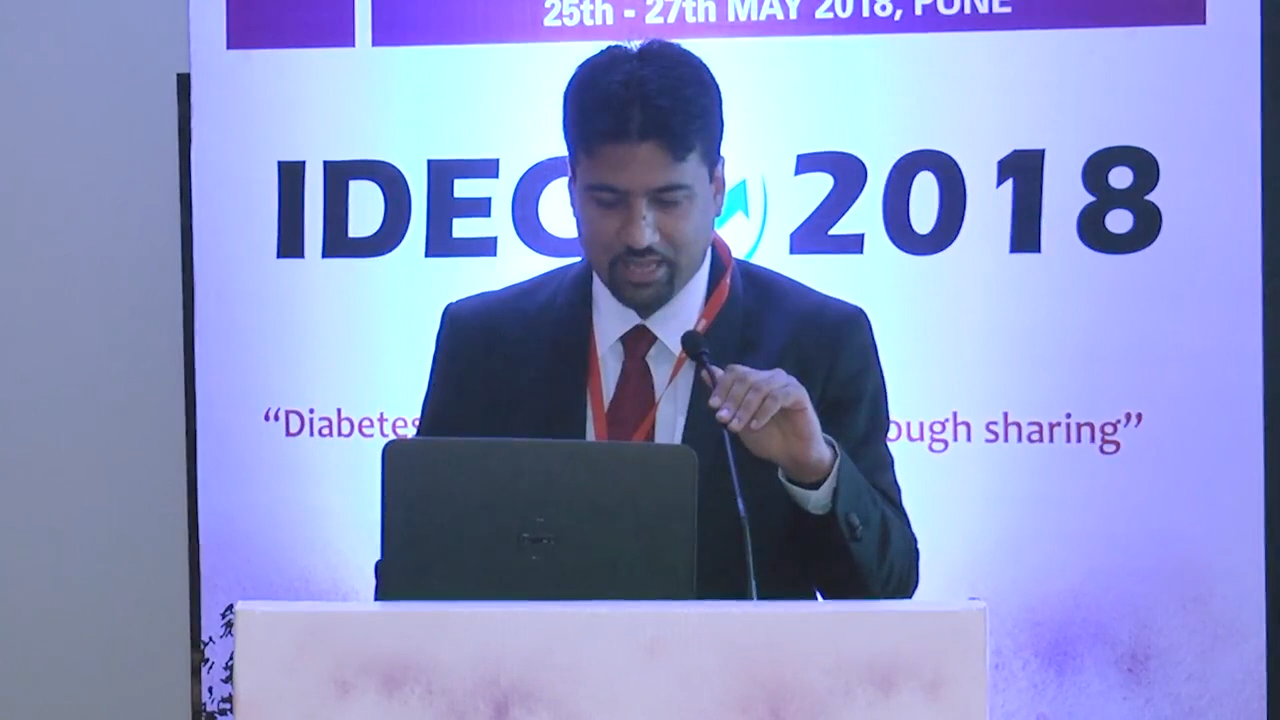 25th - 27th MAY 2018, PUNE
IDEC 2018
“Diabetes ough sharing”